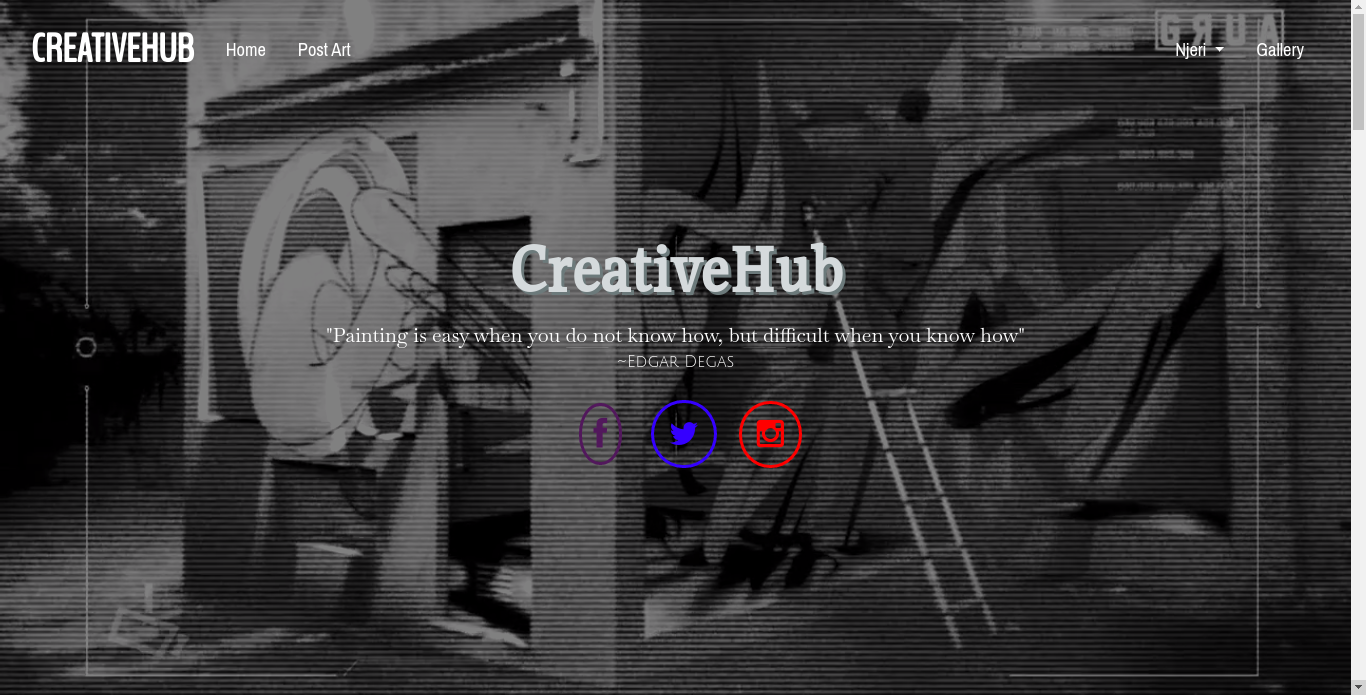 CREATIVEHUB Home Post Art Njeri Gallery
CreativeHub
"Painting is easy when you do not know how, but difficult when you know how"
~Edgar Degas